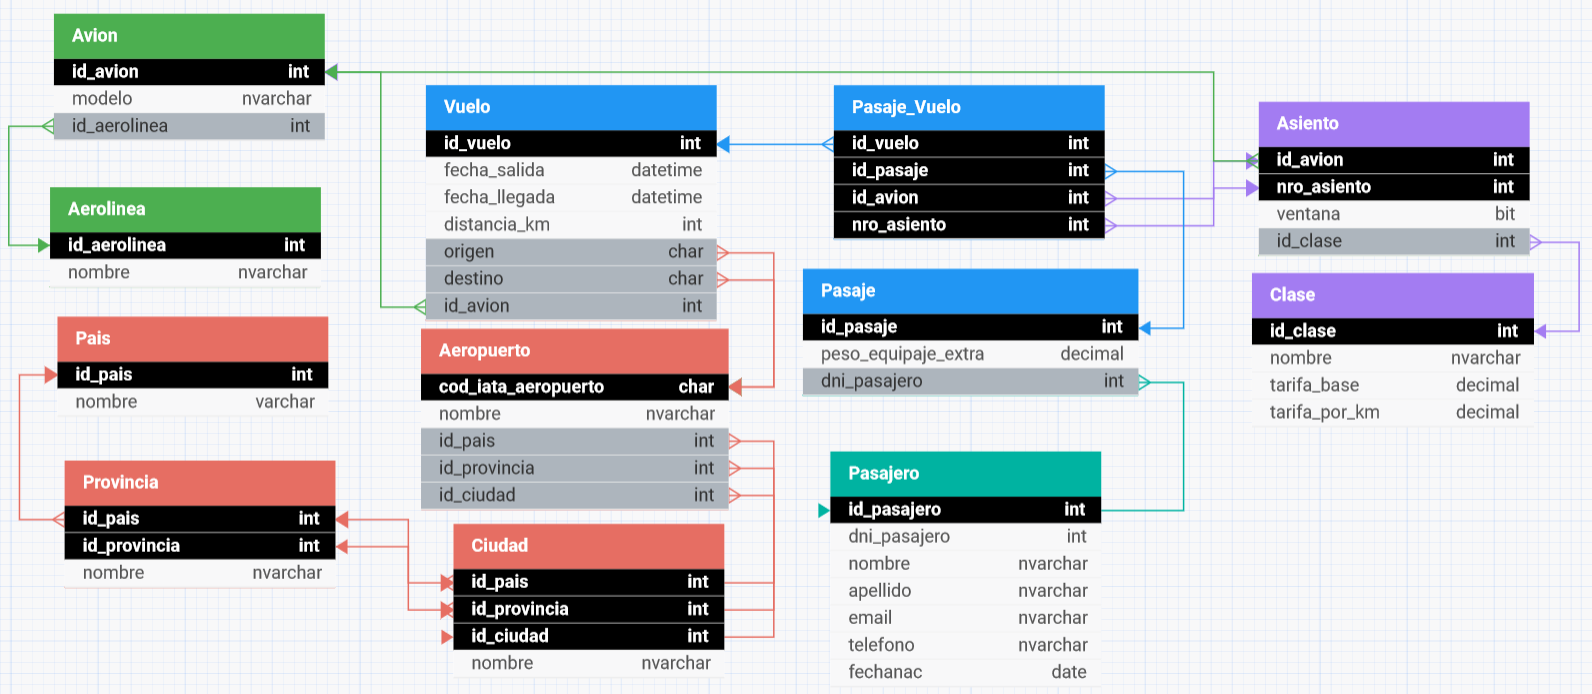 Avion
id_avion int
modelo nvarchar
id_aerolinea int
Aerolinea
id_aerolinea int
nombre nvarchar
Pais
id_pais int
nombre varchar
Provincia
id_pais int
id_provincia int
nombre nvarchar
Vuelo
id_vuelo int
fecha_salida datetime
fecha_llegada datetime
distancia_km int
origen char
destino char
id_avion int
Aeropuerto
cod_iata_aeropuerto char
nombre nvarchar
id_pais int
id_provincia int
id_ciudad int
Ciudad
id_pais int
id_provincia int
id_ciudad int
nombre nvarchar
Pasaje_Vuelo
id_vuelo int
id_pasaje int
id_avion int
nro_asiento int
Pasaje
id_pasaje int
peso_equipaje_extra decimal
dni_pasajero int
Pasajero
id_pasajero int
dni_pasajero int
nombre nvarchar
apellido nvarchar
email nvarchar
telefono nvarchar
fechanac date
Asiento
id_avion int
nro_asiento int
ventana bit
id_clase int
Clase
id_clase int
nombre nvarchar
tarifa_base decimal
tarifa_por_km decimal